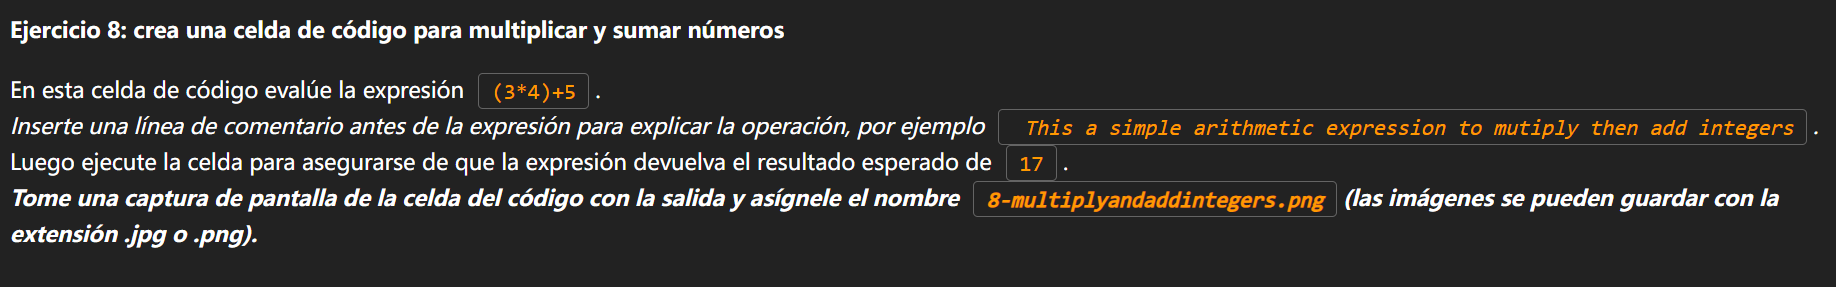 Ejercicio 8: crea una celda de código para multiplicar y sumar números
En esta celda de código evalúe la expresión (3*4)+5 .
Inserte una línea de comentario antes de la expresión para explicar la operación, por ejemplo This a simple arithmetic expression to mutiply then add integers .
Luego ejecute la celda para asegurarse de que la expresión devuelva el resultado esperado de 17 .
Tome una captura de pantalla de la celda del código con la salida y asígnele el nombre 8-multiplyandaddintegers.png (las imágenes se pueden guardar con la
extensión .jpg o .png).